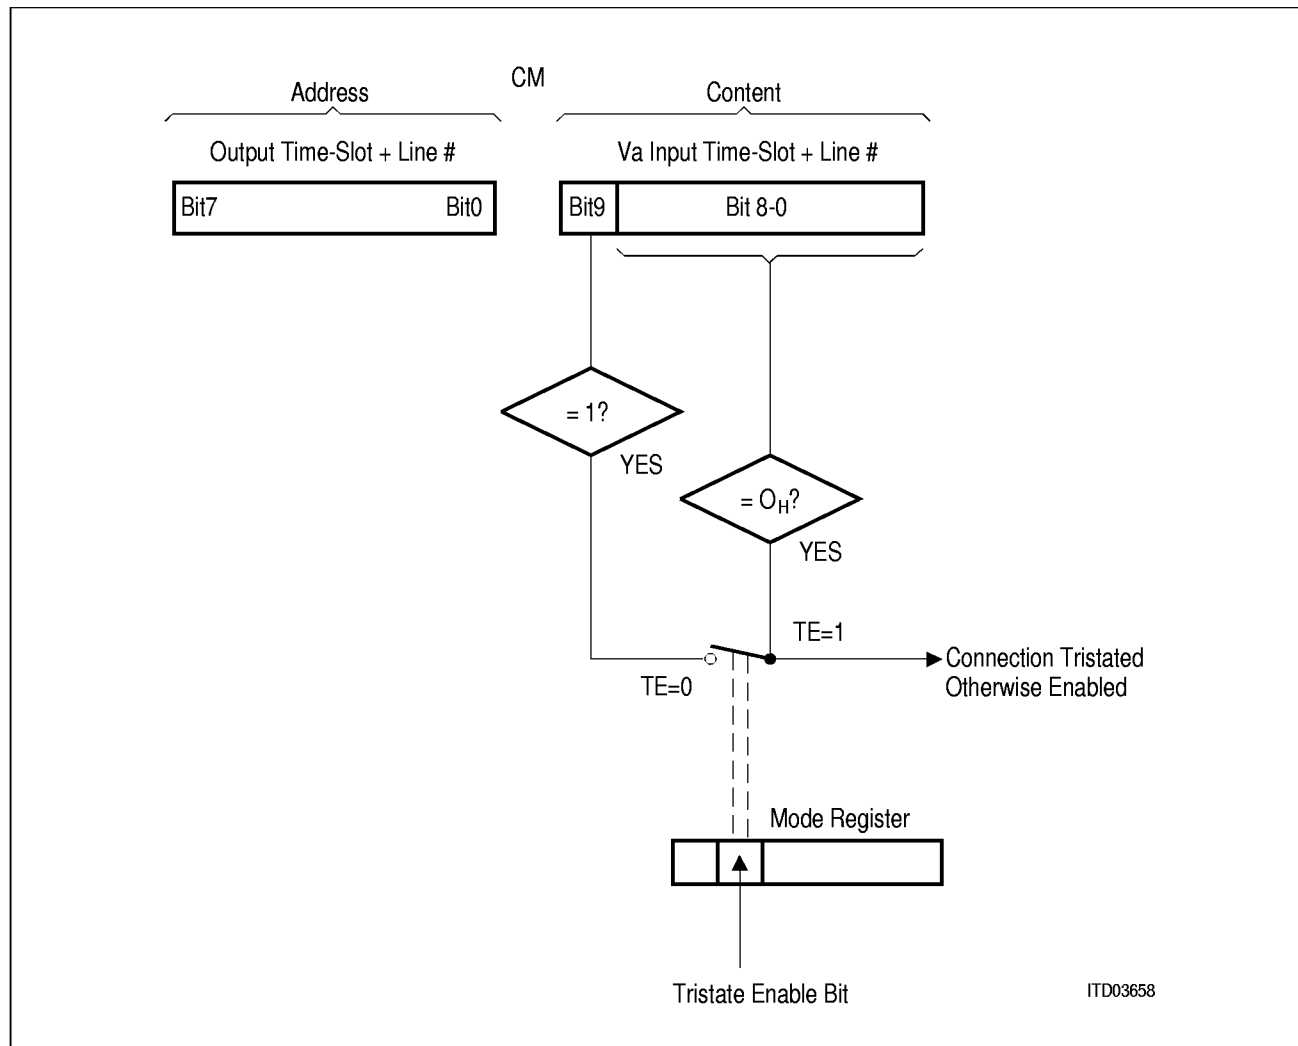 CM
Address
Content
Output Time-Slot + Line #
Va Input Time-Slot + Line #
Bit7
Bit0
Bit9
Bit 8-0
= 1?
YES
= OH?
YES
TE=1
TE=0
Connection Tristated
Otherwise Enabled
Mode Register
Tristate Enable Bit
ITD03658